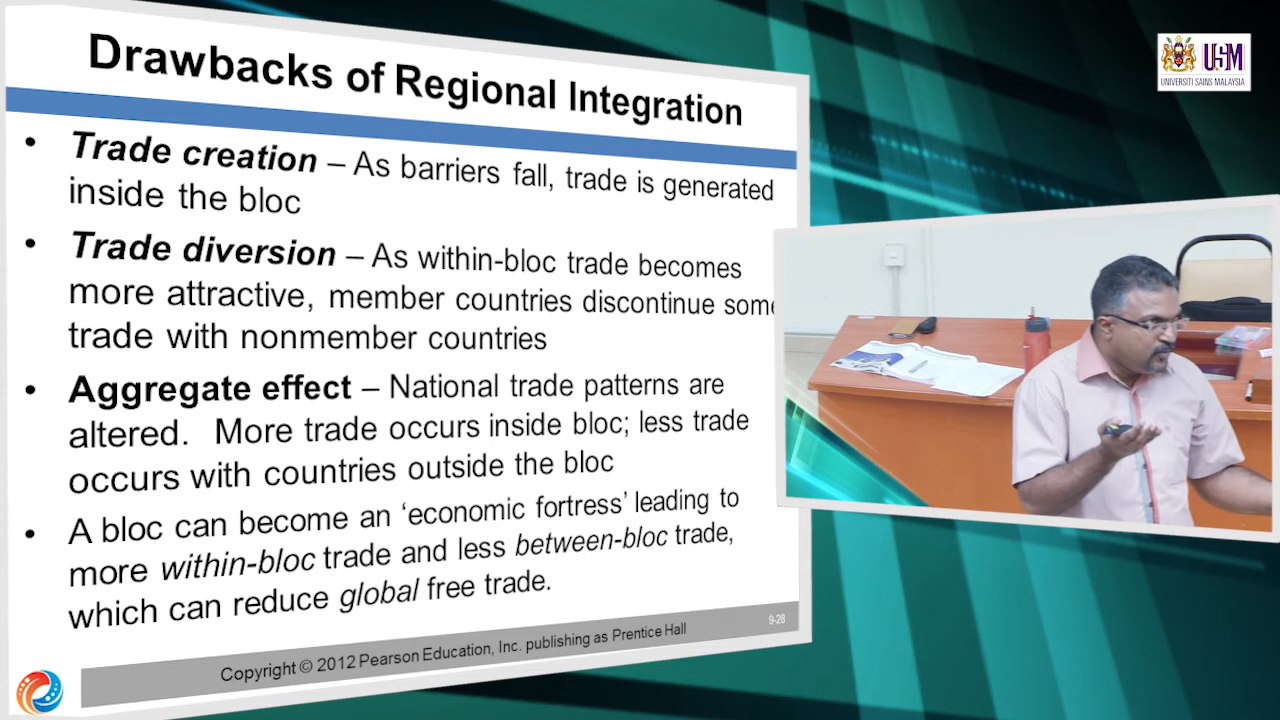 Drawbacks of Regional Integration
• Trade creation – As barriers fall, trade is generated
inside the bloc
• Trade diversion – As within-bloc trade becomes
more attractive, member countries discontinue some
trade with nonmember countries
• Aggregate effect – National trade patterns are
altered. More trade occurs inside bloc; less trade
occurs with countries outside the bloc
• A bloc can become an ‘economic fortress’ leading to
more within-bloc trade and less between-bloc trade,
which can reduce global free trade.
Copyright © 2012 Pearson Education, Inc. publishing as Prentice Hall
9-28
USM
UNIVERSITI SAINS MALAYSIA